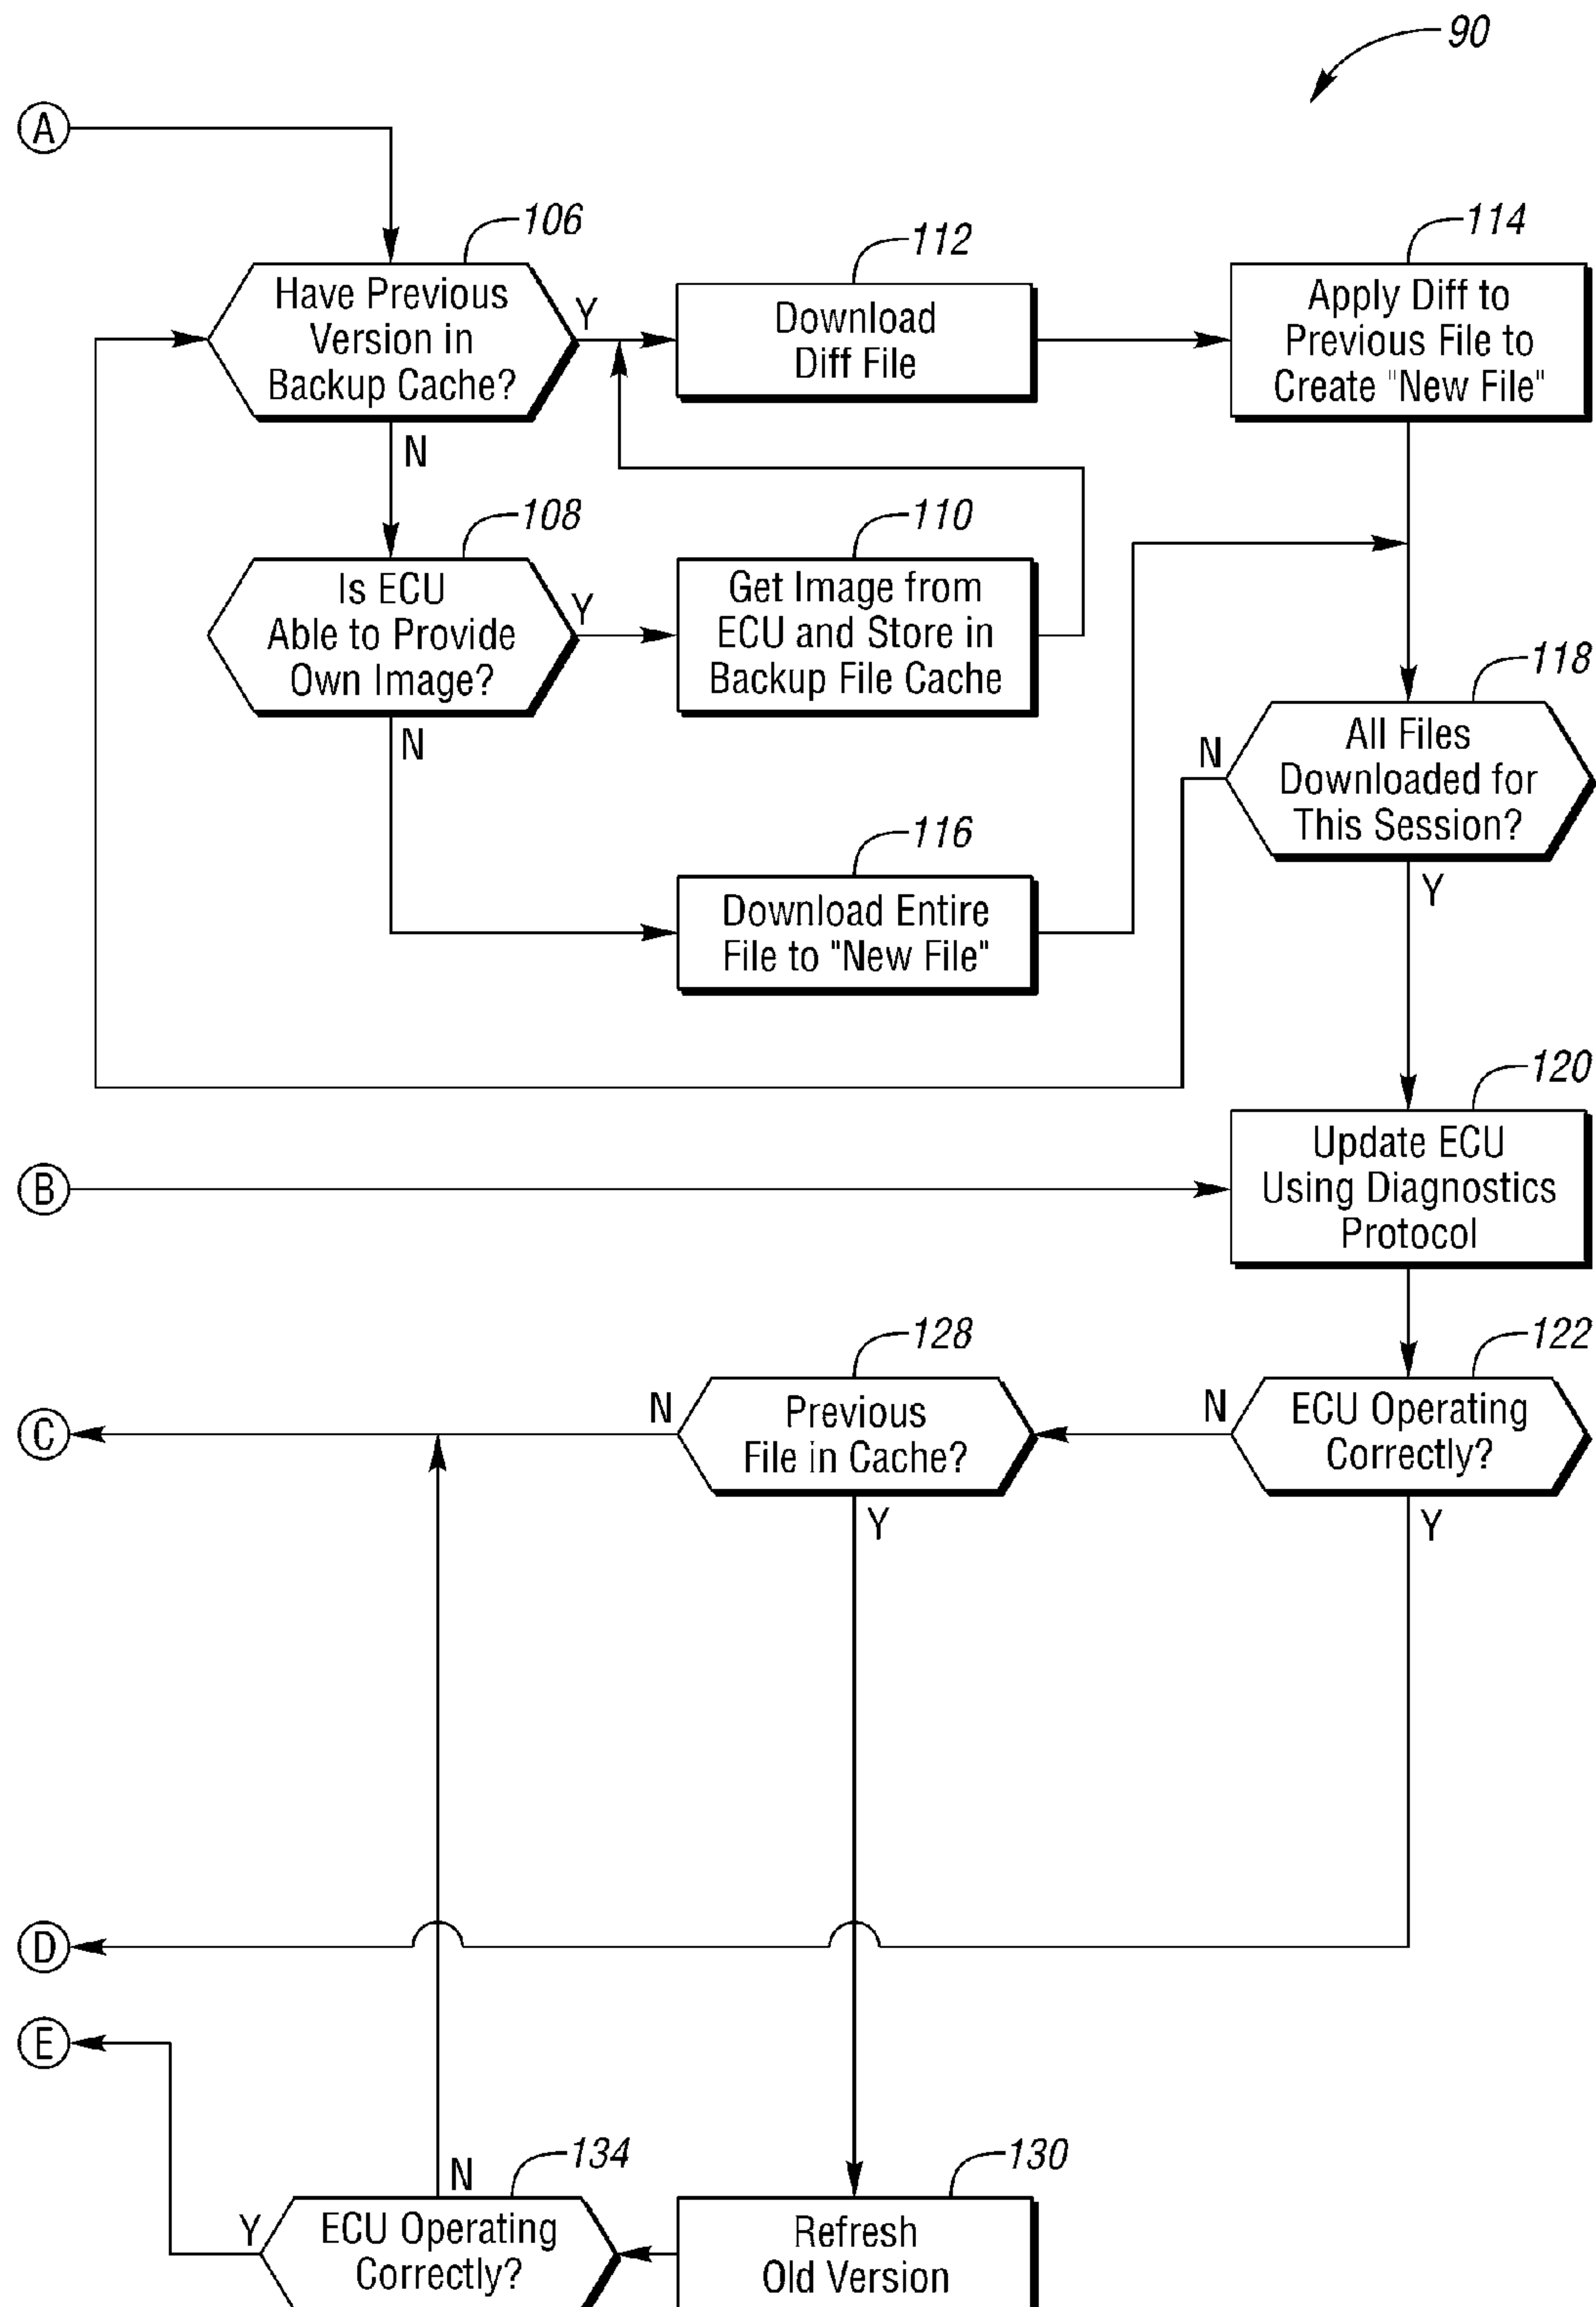 90
A
106
Have Previous
Version in
Backup Cache?
Y
N
112
Download
Diff File
114
Apply Diff to
Previous File to
Create "New File"
108
Is ECU
Able to Provide
Own Image?
Y
N
110
Get Image from
ECU and Store in
Backup File Cache
118
All Files
Downloaded for
This Session?
N
Y
116
Download Entire
File to "New File"
120
Update ECU
Using Diagnostics
Protocol
B
128
Previous
File in Cache?
N
Y
122
ECU Operating
Correctly?
N
Y
C
D
E
134
ECU Operating
Correctly?
N
Y
130
Refresh
Old Version